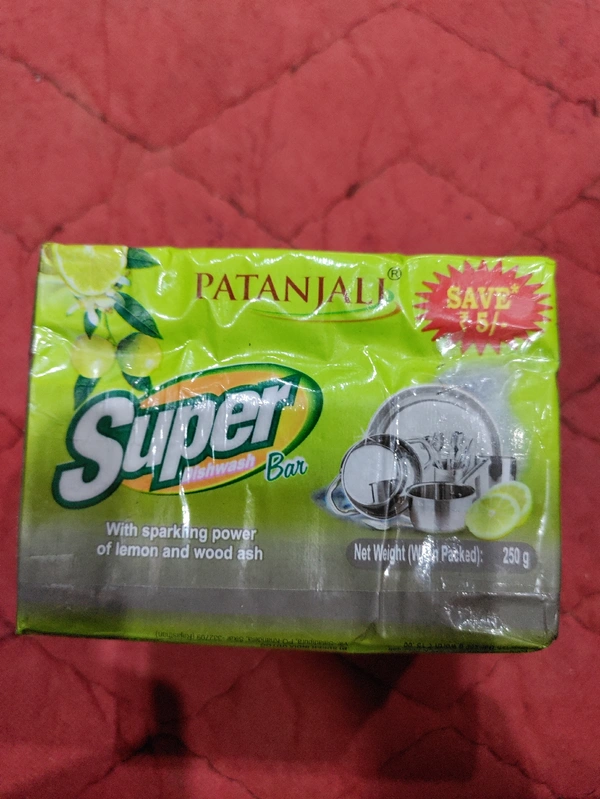 PATANJALI®
SAVE*
₹ 5/-
Super
Dishwash
Bar
With sparkling power
of lemon and wood ash
Net Weight (When Packed): 250 g